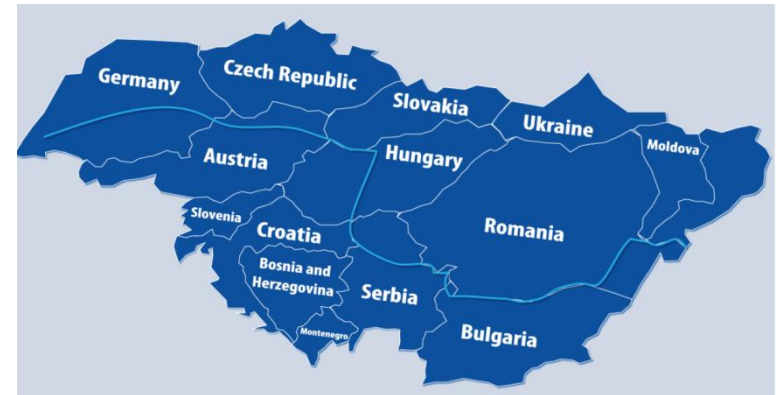 Germany
Czech Republic
Slovakia
Ukraine
Moldova
Austria
Hungary
Slovenia
Croatia
Romania
Bosnia and
Herzegovina
Serbia
Montenegro
Bulgaria